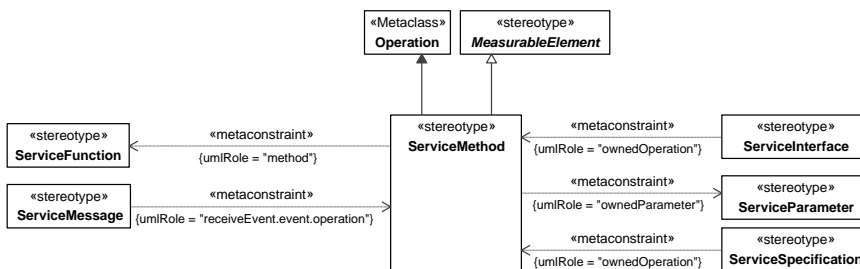 «Metaclass»
Operation
«stereotype»
MeasurableElement
«stereotype»
ServiceMethod
«stereotype»
ServiceFunction
«metaconstraint»
{umlRole = "method"}
«stereotype»
ServiceMessage
«metaconstraint»
{umlRole = "receiveEvent.event.operation"}
«metaconstraint»
{umlRole = "ownedOperation"}
«stereotype»
ServiceInterface
«metaconstraint»
{umlRole = "ownedParameter"}
«stereotype»
ServiceParameter
«metaconstraint»
{umlRole = "ownedOperation"}
«stereotype»
ServiceSpecification